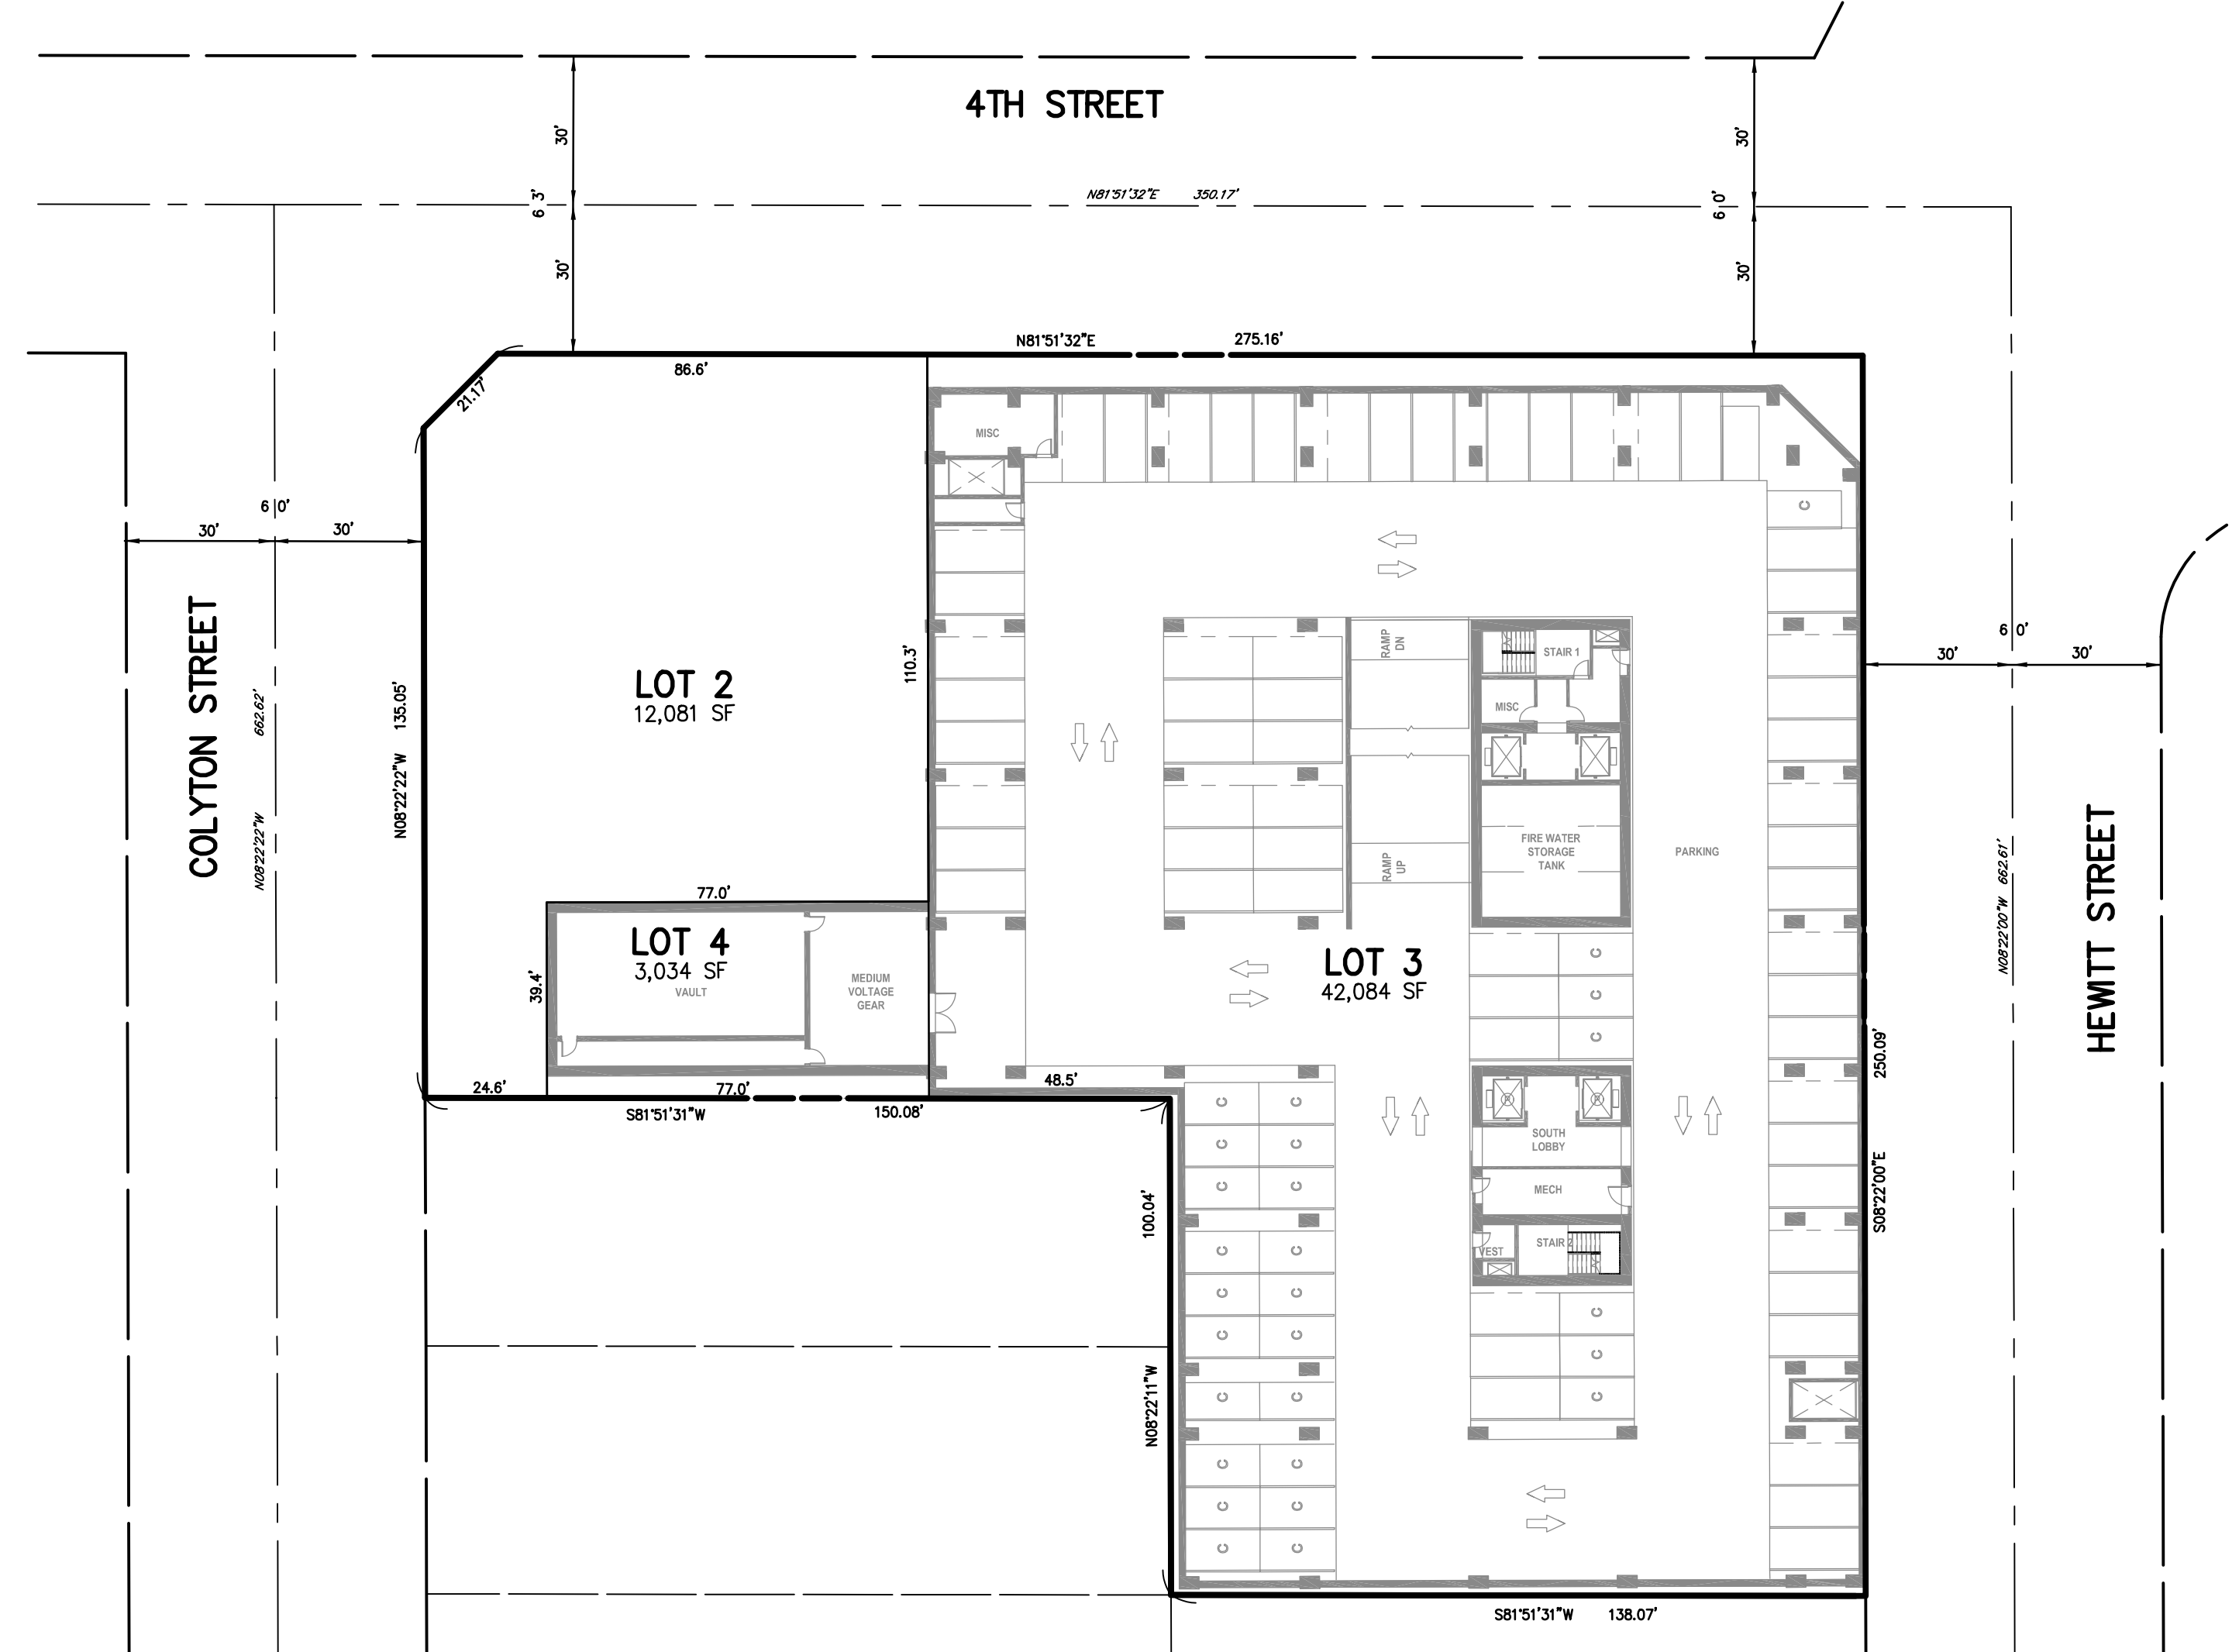 4TH STREET
30'
30'
N81°51'32"E 350.17'
6 3'
6 0'
30'
30'
N81°51'32"E 275.16'
86.6'
21.17'
MISC
C
6 0'
30'
30'
COLYTON STREET
N08°22'22"W 662.62'
N08°22'22"W 135.05'
110.3'
LOT 2
12,081 SF
RAMP
DN
STAIR 1
MISC
6 0'
30'
30'
HEWITT STREET
N08°22'00"W 662.61'
FIRE WATER
STORAGE
TANK
PARKING
RAMP
UP
77.0'
LOT 4
3,034 SF
VAULT
39.4'
MEDIUM
VOLTAGE
GEAR
LOT 3
42,084 SF
C
C
C
S08°22'00"E 250.09'
24.6'
77.0'
48.5'
S81°51'31"W 150.08'
C C
C C
C C
SOUTH
LOBBY
MECH
VEST
STAIR 2
N08°22'11"W 100.04'
C C
C C
C C
C C
C C
C C
C C
C
C
C
S81°51'31"W 138.07'